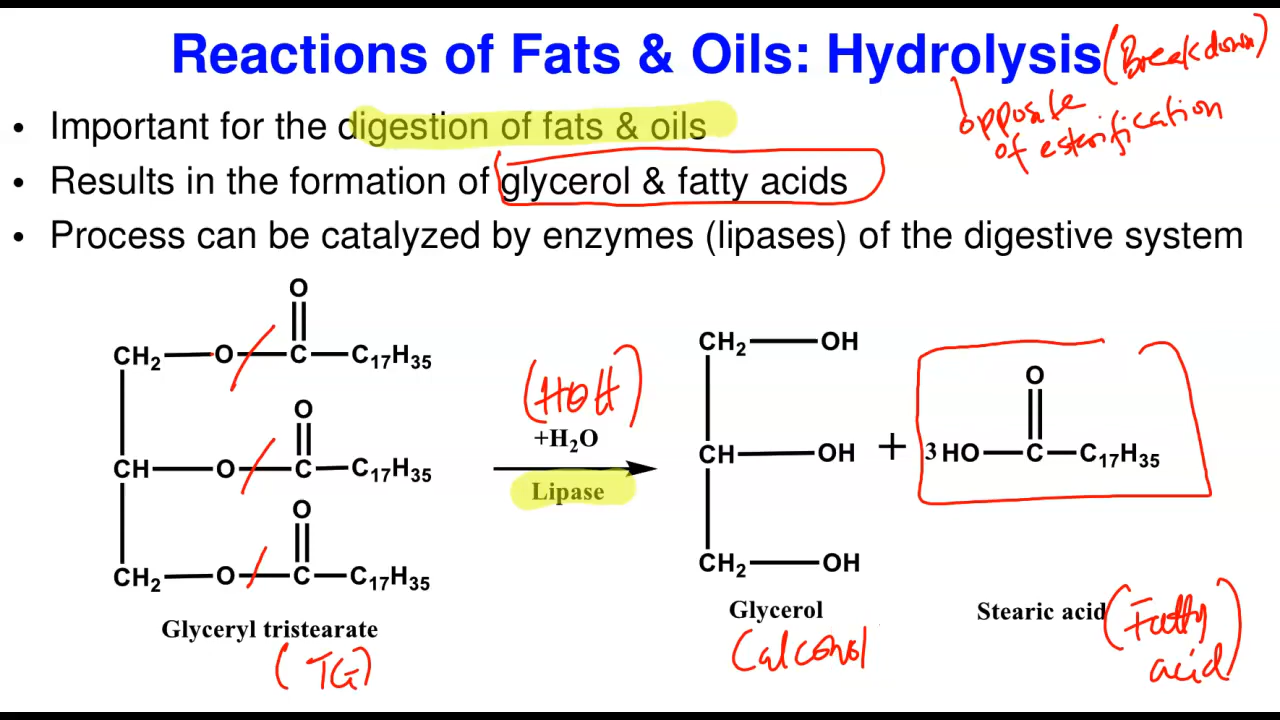 Reactions of Fats & Oils: Hydrolysis (Breakdown)
opposite
of esterification
• Important for the digestion of fats & oils
• Results in the formation of glycerol & fatty acids
• Process can be catalyzed by enzymes (lipases) of the digestive system
O
CH2 O C C17H35
O
CH O C C17H35
O
CH2 O C C17H35
Glyceryl tristearate
(TG)
(HOH)
+H2O
Lipase
CH2 OH
CH OH
CH2 OH
Glycerol
(alcohol
+
O
3 HO C C17H35
Stearic acid (Fatty
acid)